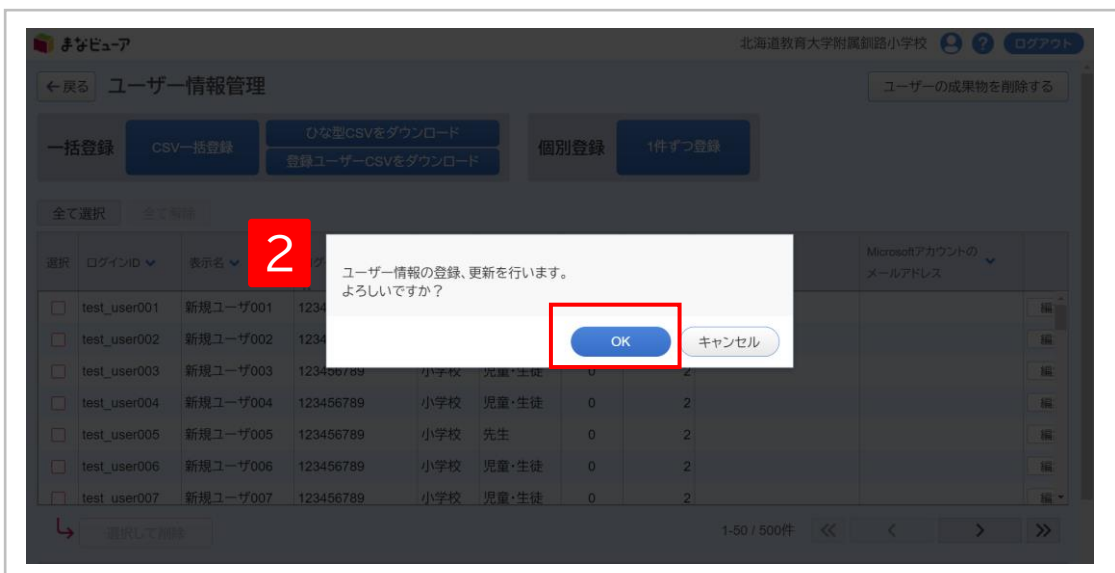 まなビューア
北海道教育大学附属釧路小学校 ? ログアウト
←戻る ユーザー情報管理 ユーザーの成果物を削除する
一括登録 CSV一括登録 ひな型CSVをダウンロード
登録ユーザーCSVをダウンロード
個別登録 1件ずつ登録
全て選択 全て解除
選択 ログインID 表示名 Microsoftアカウントのメールアドレス
2
ユーザー情報の登録、更新を行います。
よろしいですか？
OK キャンセル
test_user001 新規ユーザ001 1234 編
test_user002 新規ユーザ002 1234 編
test_user003 新規ユーザ003 123456789 小学校 児童・生徒 0 2 編
test_user004 新規ユーザ004 123456789 小学校 児童・生徒 0 2 編
test_user005 新規ユーザ005 123456789 小学校 先生 0 2 編
test_user006 新規ユーザ006 123456789 小学校 児童・生徒 0 2 編
test_user007 新規ユーザ007 123456789 小学校 児童・生徒 0 2 編
選択して削除 1-50 / 500件 ≪ < > ≫